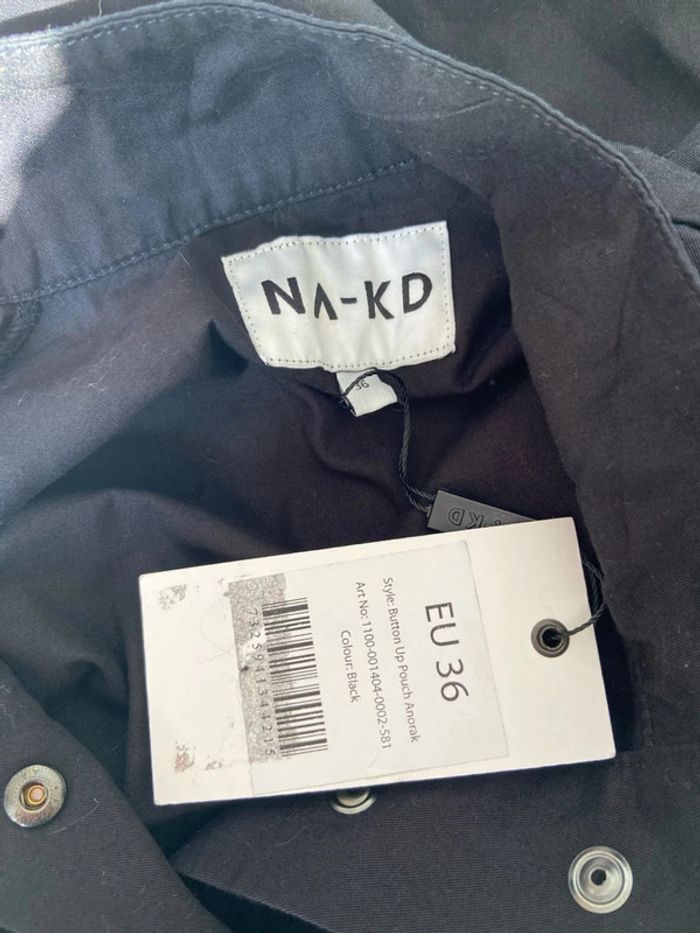 NA-KD
36
EU 36
Style: Button Up Pouch Anorak
Art No: 1100-001404-0002-581
Colour: Black